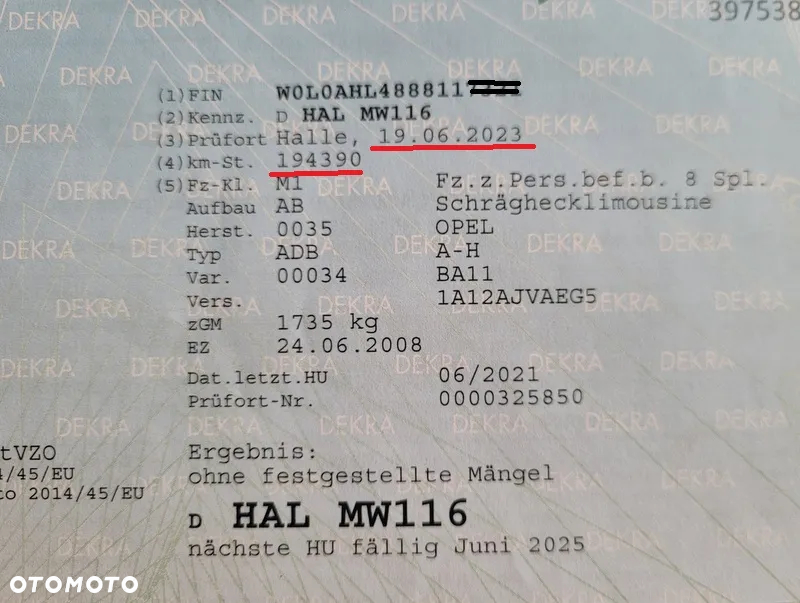 397538
(1) FIN W0L0AHL4888117
(2) Kennz. D HAL MW116
(3) Prüfort Halle, 19.06.2023
(4) km-St. 194390
(5) Fz-Kl. M1 Fz.z.Pers.bef.b. 8 Spl.
Aufbau AB Schräghecklimousine
Herst. 0035 OPEL
Typ ADB A-H
Var. 00034 BA11
Vers. 1A12AJVAEG5
zGM 1735 kg
EZ 24.06.2008
Dat.letzt.HU 06/2021
Prüfort-Nr. 0000325850
tVZO Ergebnis:
4/45/EU ohne festgestellte Mängel
to 2014/45/EU
D HAL MW116
nächste HU fällig Juni 2025
OTOMOTO